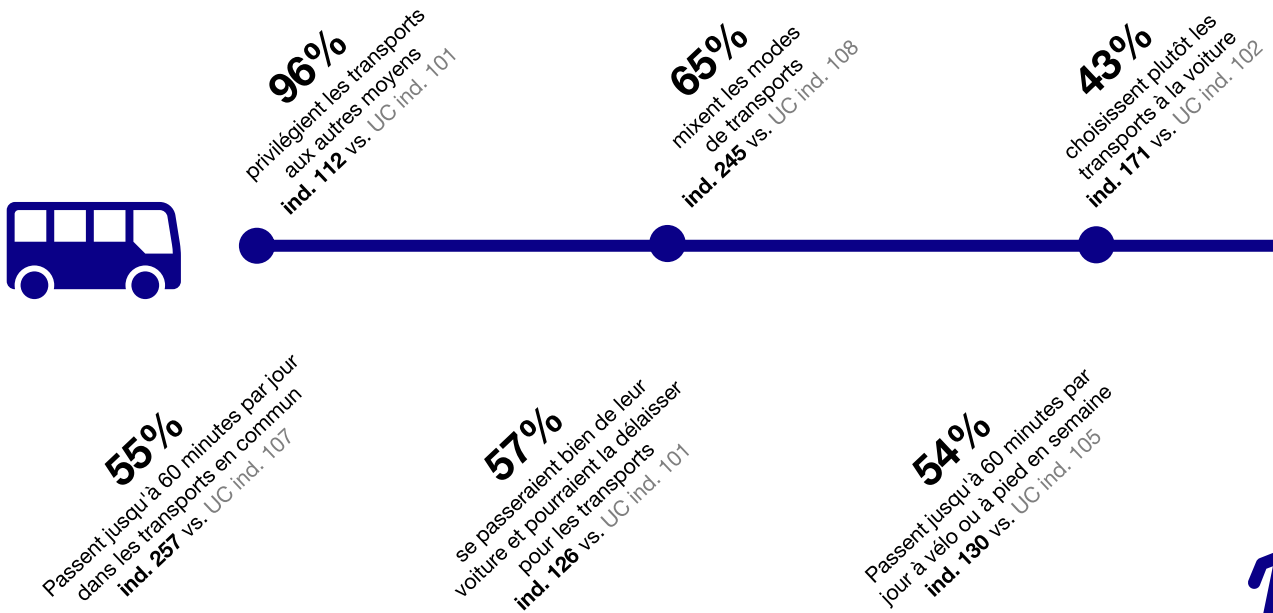 96%
privilégient les transports
aux autres moyens
ind. 112 vs. UC ind. 101
65%
mixent les modes
de transports
ind. 245 vs. UC ind. 108
43%
choisissent plutôt les
transports à la voiture
ind. 171 vs. UC ind. 102
55%
Passent jusqu'à 60 minutes par jour
dans les transports en commun
ind. 257 vs. UC ind. 107
57%
se passeraient bien de leur
voiture et pourraient la délaisser
pour les transports
ind. 126 vs. UC ind. 101
54%
Passent jusqu'à 60 minutes par
jour à vélo ou à pied en semaine
ind. 130 vs. UC ind. 105